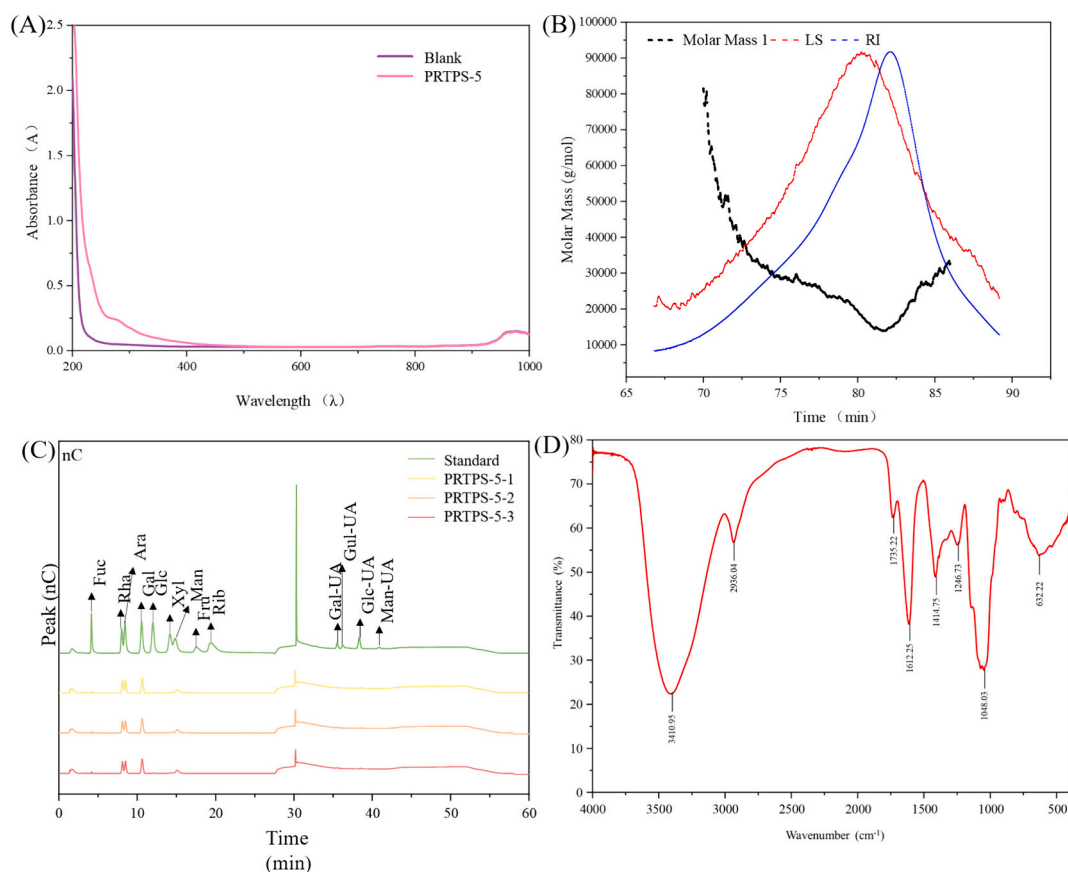 (A)
2.5
2.0
1.5
1.0
0.5
0.0
Absorbance （A）
Blank
PRTPS-5
200
400
600
800
1000
Wavelength （λ）
(B)
Molar Mass 1
LS
RI
100000
90000
80000
70000
60000
50000
40000
30000
20000
10000
Molar Mass (g/mol)
65
70
75
80
85
90
Time （min）
(C)
nC
Peak (nC)
Standard
PRTPS-5-1
PRTPS-5-2
PRTPS-5-3
Fuc
Rha
Ara
Gal
Glc
Xyl
Man
Fru
Rib
Gal-UA
Gul-UA
Glc-UA
Man-UA
0
10
20
30
40
50
60
Time
(min)
(D)
80
70
60
50
40
30
20
10
0
Transmittance (%)
3410.95
2936.04
1735.22
1612.25
1414.75
1246.73
1048.03
632.22
4000
3500
3000
2500
2000
1500
1000
500
Wavenumber (cm⁻¹)